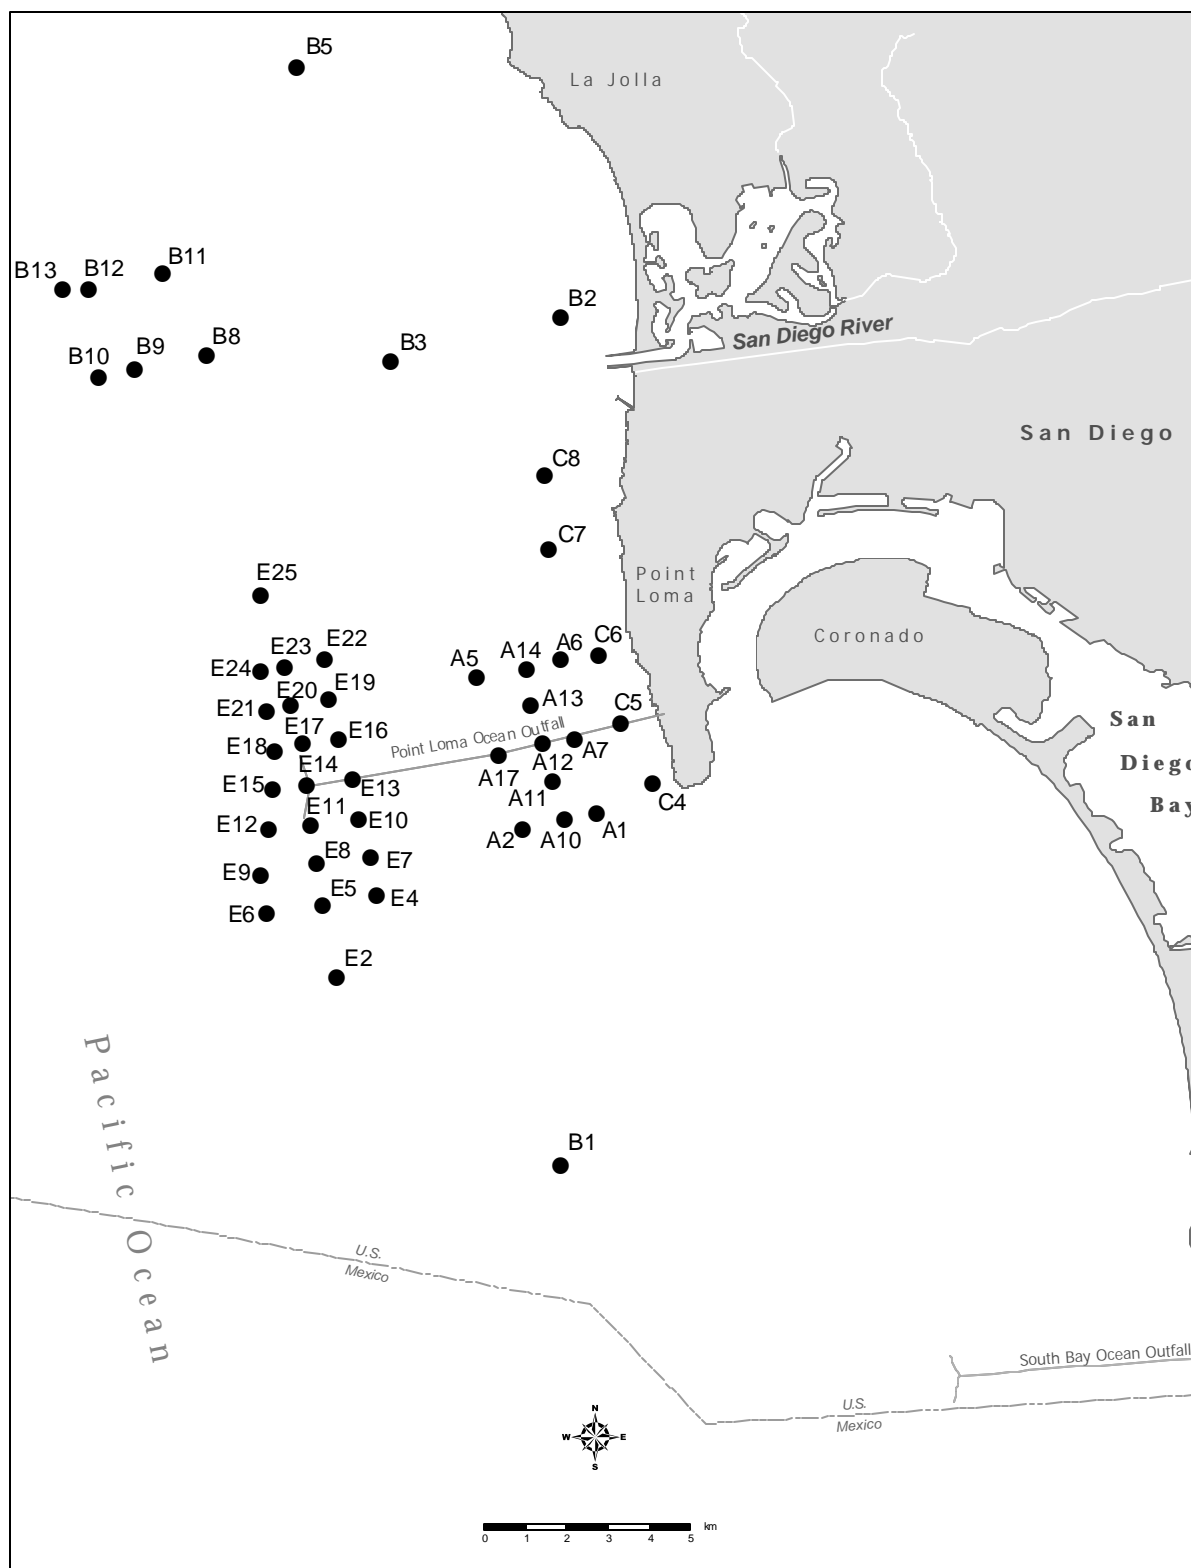 B5
La Jolla
B11
B13
B12
B2
San Diego River
B8
B3
B9
B10
San Diego
C8
C7
Point
Loma
E25
Coronado
E22
E23
E24
A5
A14
A6
C6
E19
E20
E21
A13
C5
San
E17
E16
Point Loma Ocean Outfall
E18
A7
A12
A17
Diego
E14
E15
E13
A11
C4
Bay
E11
E12
E10
A2
A10
A1
E8
E7
E9
E5
E4
E6
E2
Pacific Ocean
B1
U.S.
Mexico
South Bay Ocean Outfall
U.S.
Mexico
N
W E
S
km
0 1 2 3 4 5